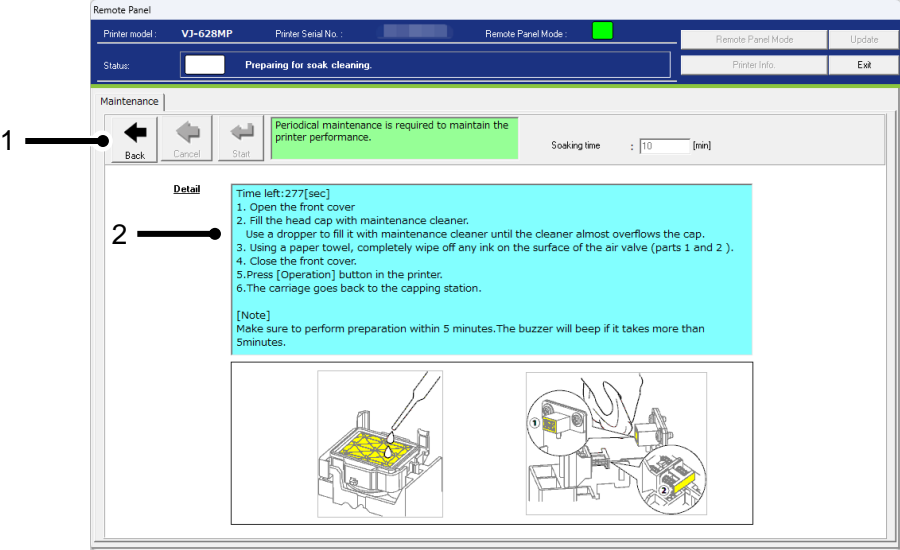 Remote Panel
Printer model : VJ-628MP Printer Serial No. : Remote Panel Mode : Remote Panel Mode Update
Status: Preparing for soak cleaning. Printer Info. Exit
Maintenance
1
Back Cancel Start
Periodical maintenance is required to maintain the
printer performance.
Soaking time : 10 [min]
Detail
2
Time left:277[sec]
1. Open the front cover
2. Fill the head cap with maintenance cleaner.
Use a dropper to fill it with maintenance cleaner until the cleaner almost overflows the cap.
3. Using a paper towel, completely wipe off any ink on the surface of the air valve (parts 1 and 2 ).
4. Close the front cover.
5.Press [Operation] button in the printer.
6.The carriage goes back to the capping station.
[Note]
Make sure to perform preparation within 5 minutes.The buzzer will beep if it takes more than
5minutes.
1
2